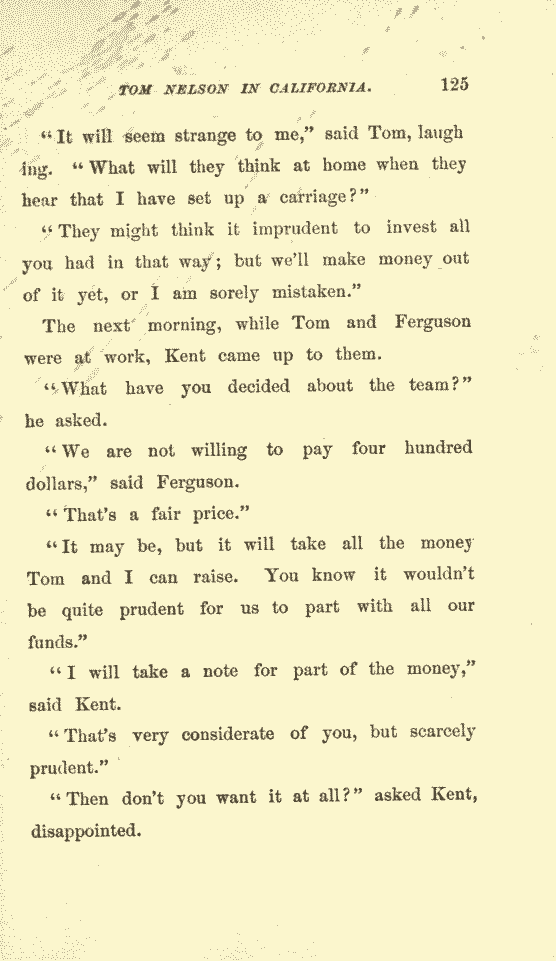 TOM NELSON IN CALIFORNIA. 125
“It will seem strange to me,” said Tom, laugh
ing. “What will they think at home when they
hear that I have set up a carriage?”
“They might think it imprudent to invest all
you had in that way; but we’ll make money out
of it yet, or I am sorely mistaken.”
The next morning, while Tom and Ferguson
were at work, Kent came up to them.
“What have you decided about the team?”
he asked.
“We are not willing to pay four hundred
dollars,” said Ferguson.
“That’s a fair price.”
“It may be, but it will take all the money
Tom and I can raise. You know it wouldn’t
be quite prudent for us to part with all our
funds.”
“I will take a note for part of the money,”
said Kent.
“That’s very considerate of you, but scarcely
prudent.”
“Then don’t you want it at all?” asked Kent,
disappointed.